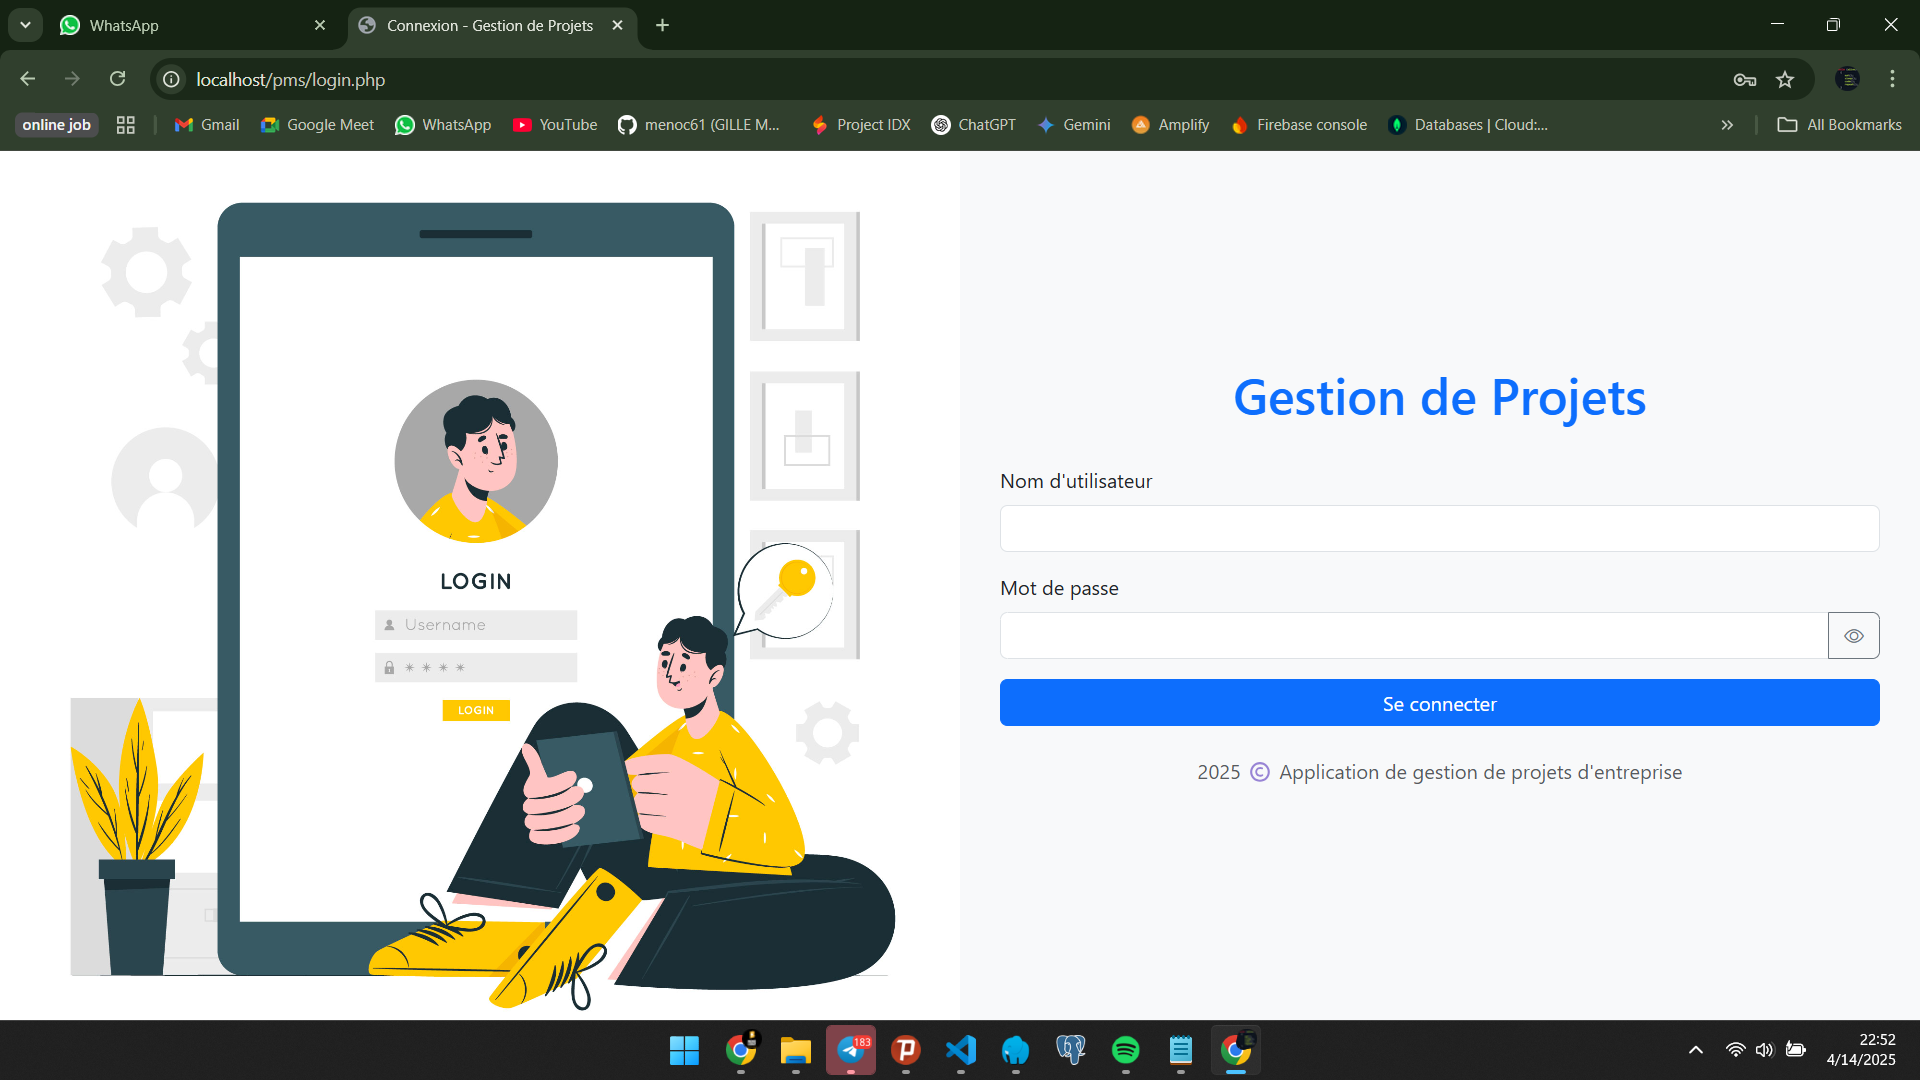 WhatsApp
Connexion - Gestion de Projets
localhost/pms/login.php
online job
Gmail
Google Meet
WhatsApp
YouTube
menoc61 (GILLE M...
Project IDX
ChatGPT
Gemini
Amplify
Firebase console
Databases | Cloud:...
All Bookmarks
LOGIN
Username
* * * *
LOGIN
Gestion de Projets
Nom d'utilisateur
Mot de passe
Se connecter
2025 © Application de gestion de projets d'entreprise
183
22:52
4/14/2025